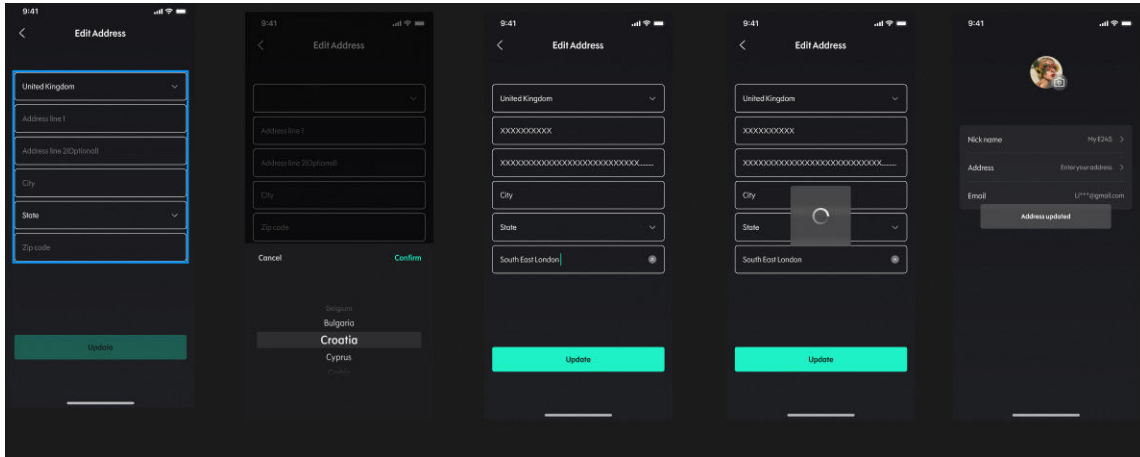 9:41
Edit Address
United Kingdom
Address line 1
Address line 2(Optional)
City
State
Zip code
Update
9:41
Edit Address
Address line 1
Address line 2(Optional)
City
Zip code
Cancel Confirm
Belgium
Bulgaria
Croatia
Cyprus
9:41
Edit Address
United Kingdom
XXXXXXXXXX
XXXXXXXXXXXXXXXXXXXXXXXXXX......
City
State
South East London
Update
9:41
Edit Address
United Kingdom
XXXXXXXXXX
XXXXXXXXXXXXXXXXXXXXXXXXXX......
City
State
South East London
Update
9:41
Nick name My E245
Address Enter your address
Email Li***@gmail.com
Address updated